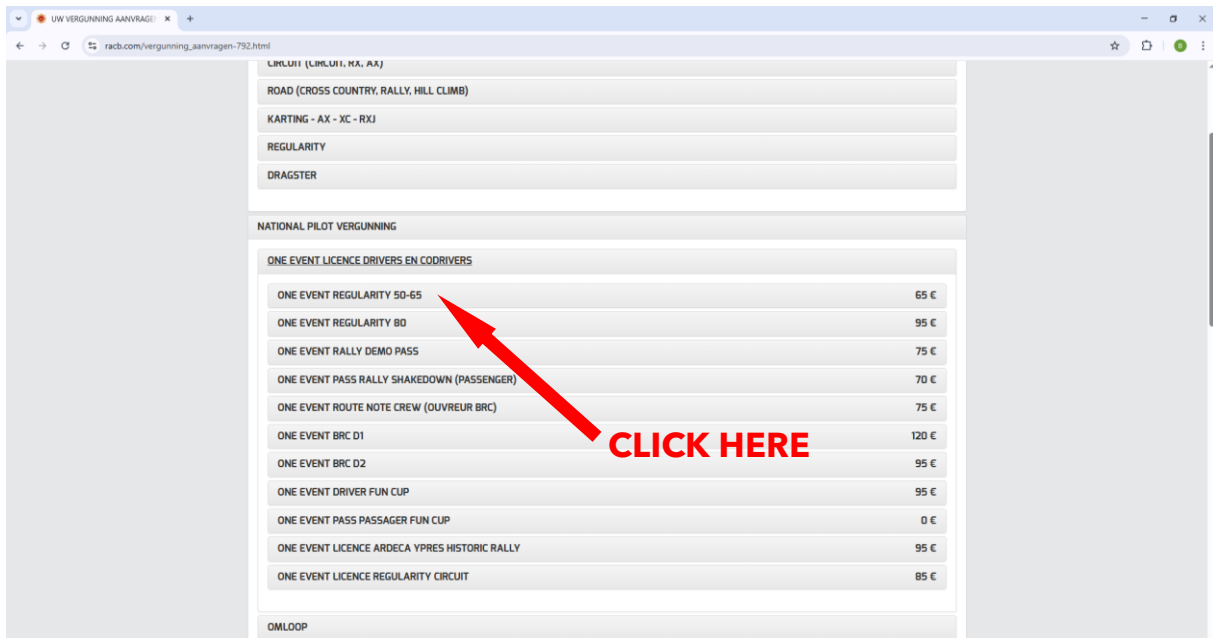 UW VERGUNNING AANVRAGE
racb.com/vergunning_aanvragen-792.html
B
CIRCUIT (CIRCUIT, RX, AX)
ROAD (CROSS COUNTRY, RALLY, HILL CLIMB)
KARTING - AX - XC - RXJ
REGULARITY
DRAGSTER
NATIONAL PILOT VERGUNNING
ONE EVENT LICENCE DRIVERS EN CODRIVERS
ONE EVENT REGULARITY 50-65 65 €
ONE EVENT REGULARITY 80 95 €
ONE EVENT RALLY DEMO PASS 75 €
ONE EVENT PASS RALLY SHAKEDOWN (PASSENGER) 70 €
ONE EVENT ROUTE NOTE CREW (OUVREUR BRC) 75 €
ONE EVENT BRC D1 120 €
CLICK HERE
ONE EVENT BRC D2 95 €
ONE EVENT DRIVER FUN CUP 95 €
ONE EVENT PASS PASSAGER FUN CUP 0 €
ONE EVENT LICENCE ARDECA YPRES HISTORIC RALLY 95 €
ONE EVENT LICENCE REGULARITY CIRCUIT 85 €
OMLOOP